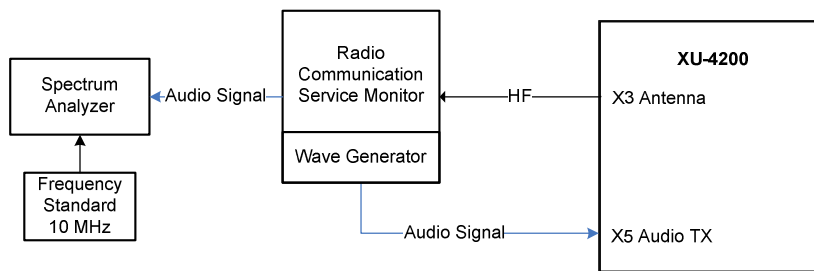 Spectrum
Analyzer
Audio Signal
Radio
Communication
Service Monitor
HF
XU-4200
X3 Antenna
Wave Generator
Frequency
Standard
10 MHz
Audio Signal
X5 Audio TX